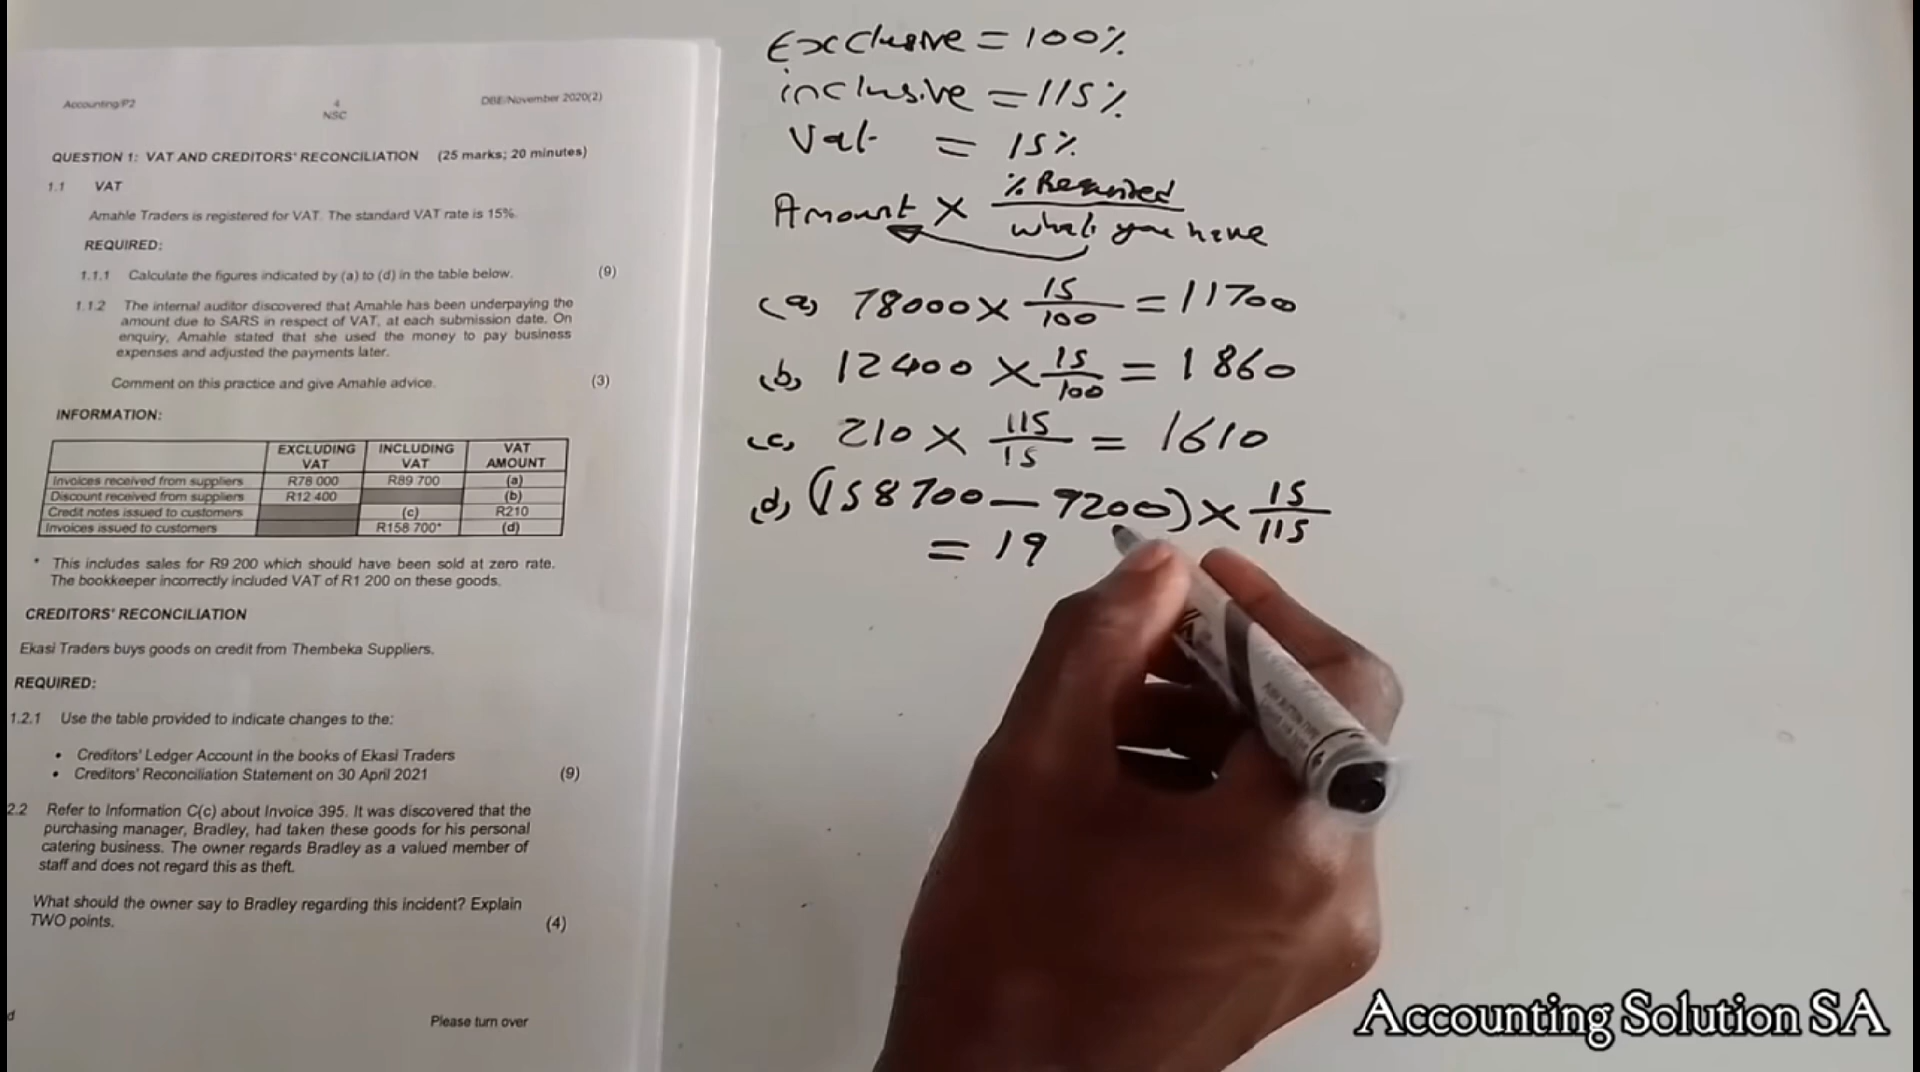 Accounting/P2
4
NSC
DBE/November 2020(2)
QUESTION 1: VAT AND CREDITORS' RECONCILIATION (25 marks; 20 minutes)
1.1 VAT
Amahle Traders is registered for VAT. The standard VAT rate is 15%.
REQUIRED:
1.1.1 Calculate the figures indicated by (a) to (d) in the table below. (9)
1.1.2 The internal auditor discovered that Amahle has been underpaying the
amount due to SARS in respect of VAT, at each submission date. On
enquiry, Amahle stated that she used the money to pay business
expenses and adjusted the payments later.
Comment on this practice and give Amahle advice. (3)
INFORMATION:
EXCLUDING VAT INCLUDING VAT VAT AMOUNT
Invoices received from suppliers R78 000 R89 700 (a)
Discount received from suppliers R12 400 (b)
Credit notes issued to customers (c) R210
Invoices issued to customers R158 700* (d)
* This includes sales for R9 200 which should have been sold at zero rate.
The bookkeeper incorrectly included VAT of R1 200 on these goods.
CREDITORS' RECONCILIATION
Ekasi Traders buys goods on credit from Thembeka Suppliers.
REQUIRED:
1.2.1 Use the table provided to indicate changes to the:
• Creditors' Ledger Account in the books of Ekasi Traders
• Creditors' Reconciliation Statement on 30 April 2021 (9)
2.2 Refer to Information C(c) about Invoice 395. It was discovered that the
purchasing manager, Bradley, had taken these goods for his personal
catering business. The owner regards Bradley as a valued member of
staff and does not regard this as theft.
What should the owner say to Bradley regarding this incident? Explain
TWO points. (4)
d
Please turn over
Exclusive = 100%
inclusive = 115%
Vat = 15%
Amount × % Required / what you have
(a) 78000 × 15/100 = 11700
(b) 12400 × 15/100 = 1860
(c) 210 × 115/15 = 1610
(d) (158700 - 9200) × 15/115
= 19
Accounting Solution SA